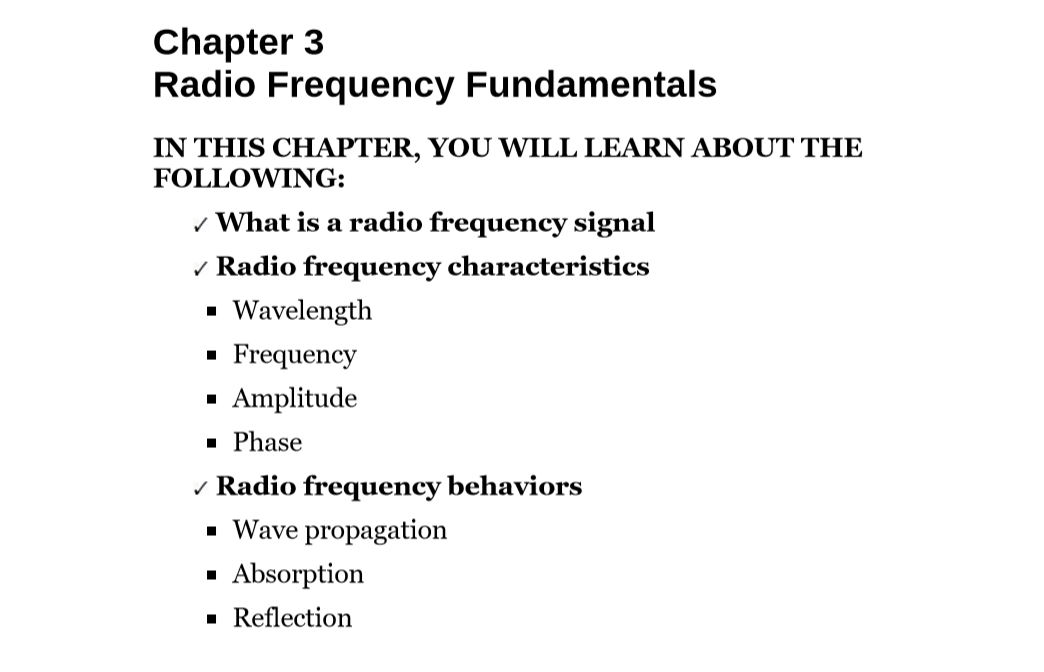 Chapter 3
Radio Frequency Fundamentals
IN THIS CHAPTER, YOU WILL LEARN ABOUT THE
FOLLOWING:
✓ What is a radio frequency signal
✓ Radio frequency characteristics
▪ Wavelength
▪ Frequency
▪ Amplitude
▪ Phase
✓ Radio frequency behaviors
▪ Wave propagation
▪ Absorption
▪ Reflection